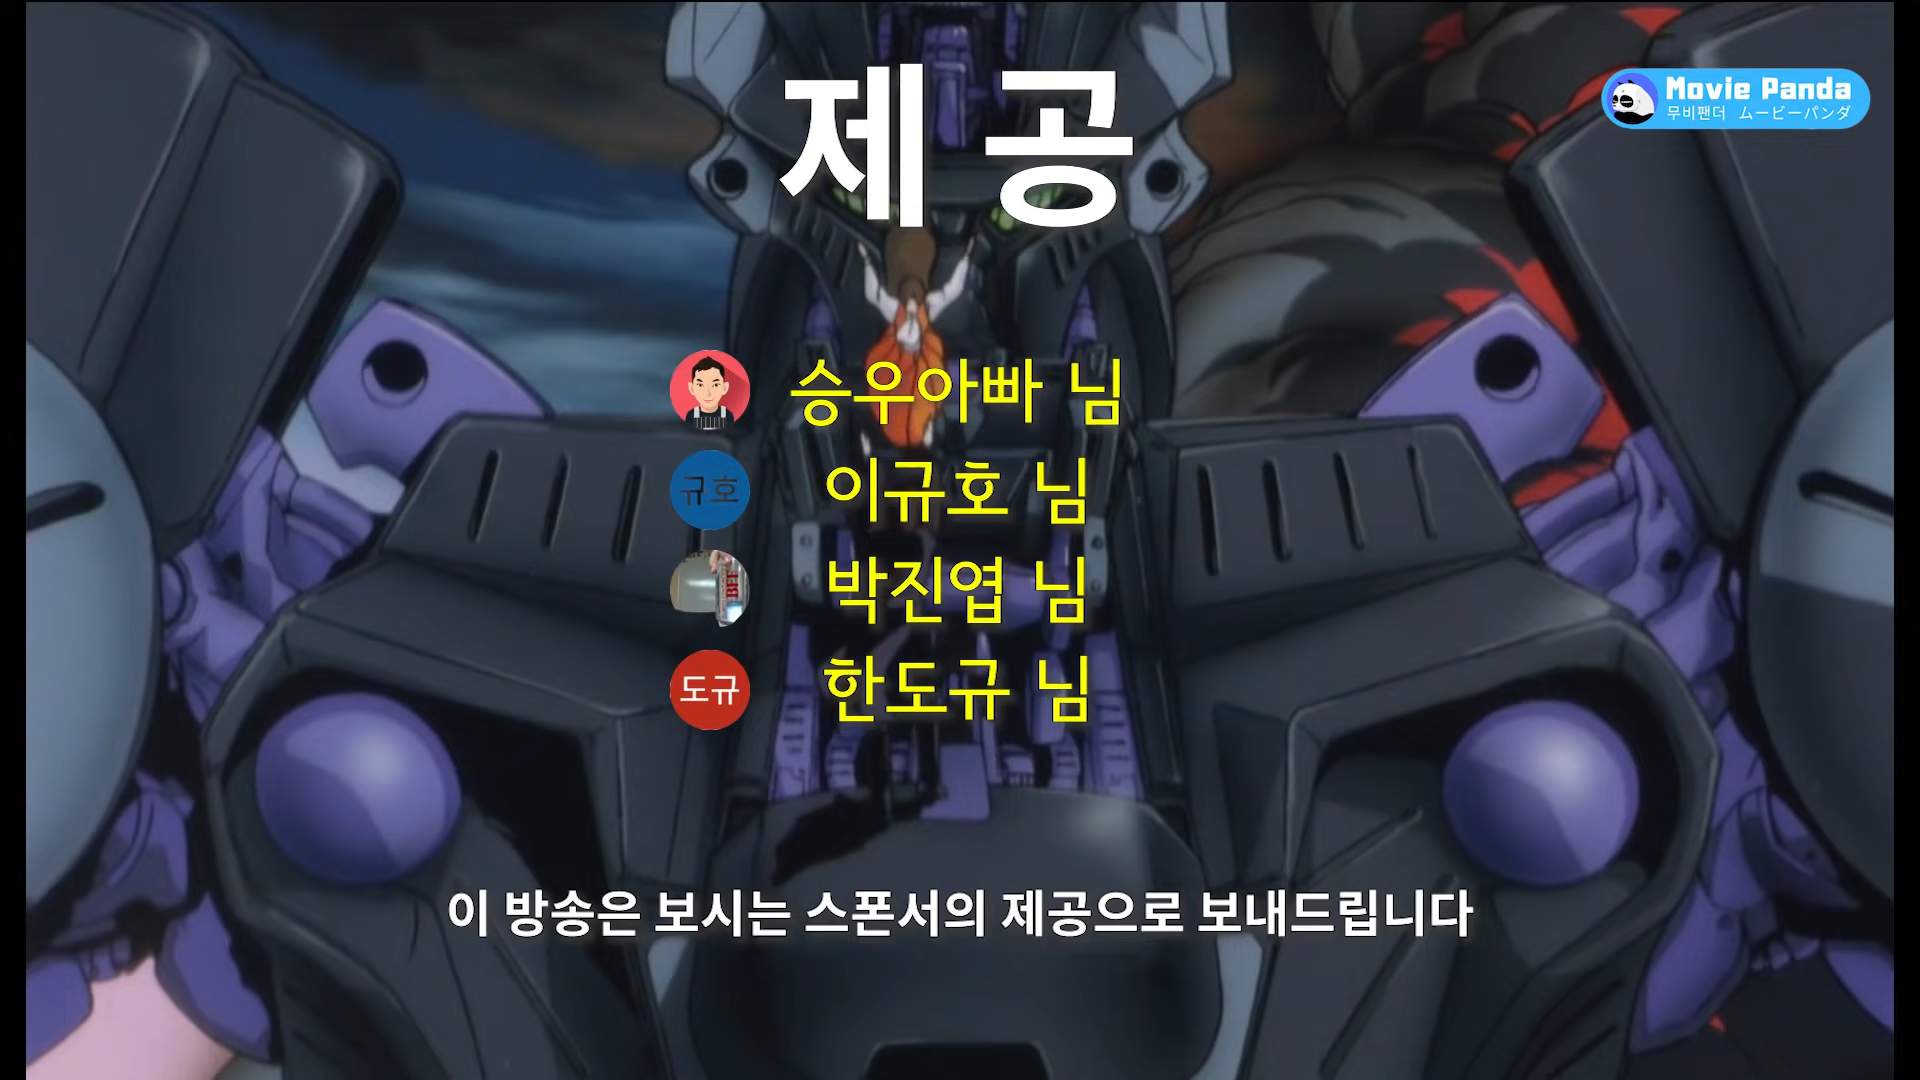 제공
Movie Panda
무비팬더 ムービーパンダ
승우아빠 님
규호
이규호 님
박진엽 님
도규
한도규 님
이 방송은 보시는 스폰서의 제공으로 보내드립니다